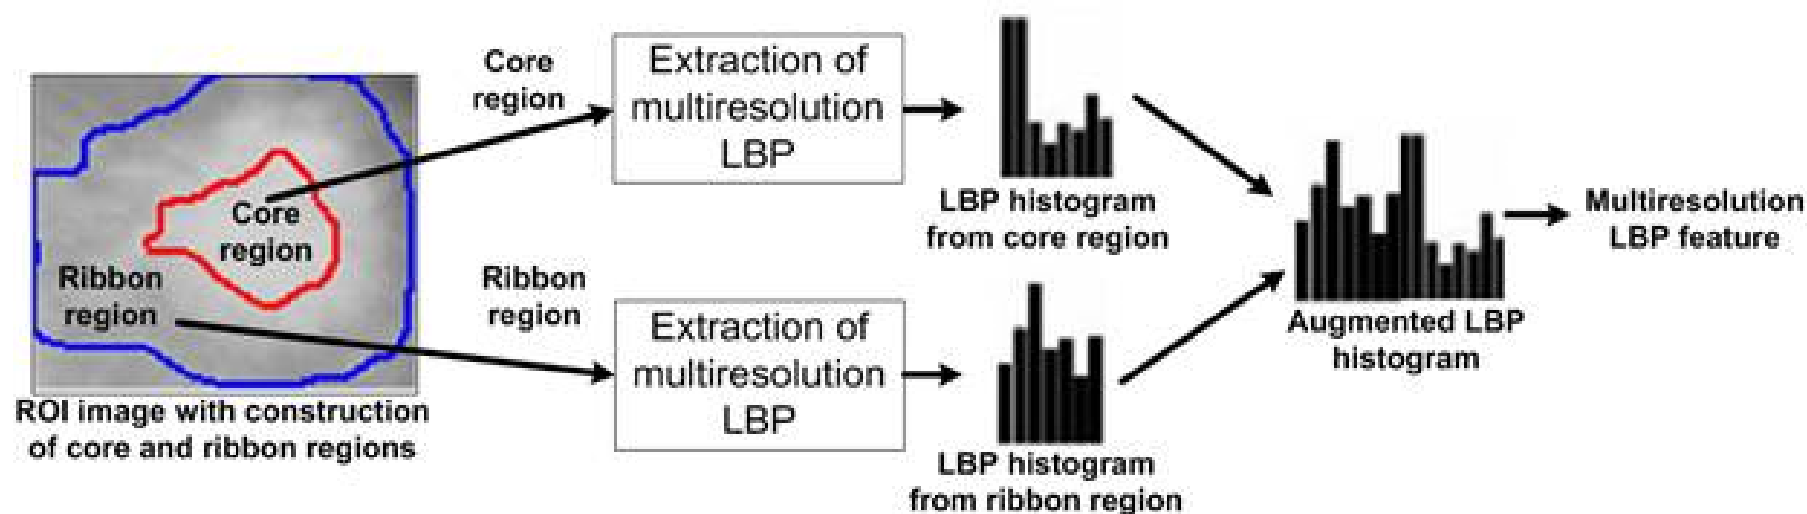 Core
region
Ribbon
region
ROI image with construction
of core and ribbon regions
Core
region
Extraction of
multiresolution
LBP
LBP histogram
from core region
Ribbon
region
Extraction of
multiresolution
LBP
LBP histogram
from ribbon region
Augmented LBP
histogram
Multiresolution
LBP feature